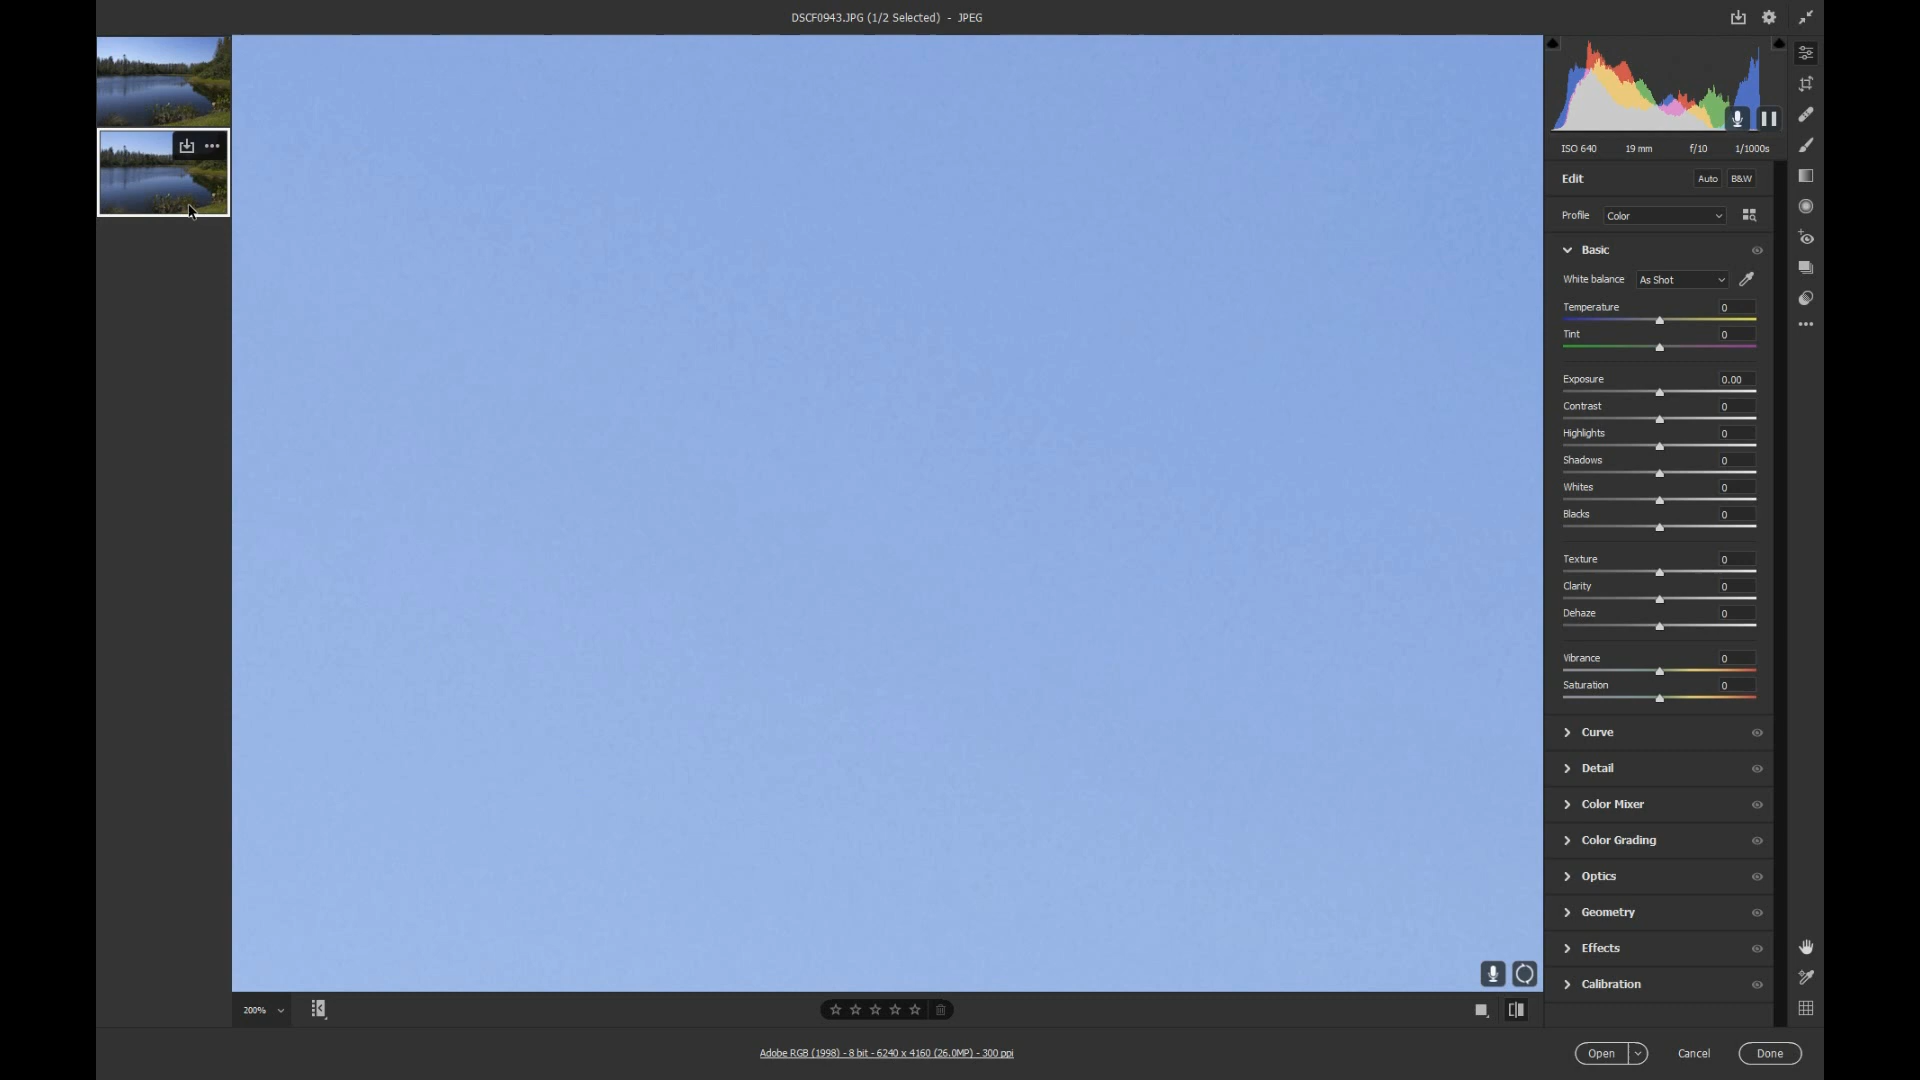 DSCF0943.JPG (1/2 Selected) - JPEG
ISO 640 19 mm f/10 1/1000s
Edit Auto B&W
Profile Color
Basic
White balance As Shot
Temperature 0
Tint 0
Exposure 0.00
Contrast 0
Highlights 0
Shadows 0
Whites 0
Blacks 0
Texture 0
Clarity 0
Dehaze 0
Vibrance 0
Saturation 0
Curve
Detail
Color Mixer
Color Grading
Optics
Geometry
Effects
Calibration
200%
Adobe RGB (1998) - 8 bit - 6240 x 4160 (26.0MP) - 300 ppi
Open Cancel Done